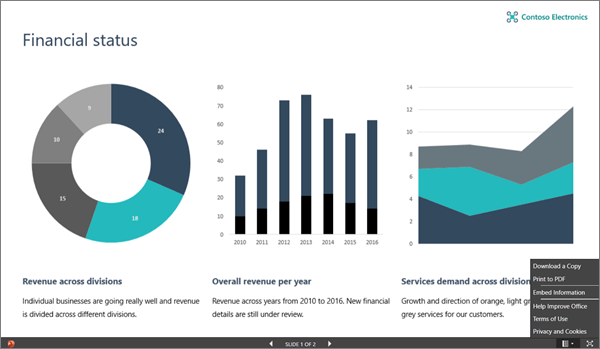 Contoso Electronics
Financial status
24
18
15
10
9
80
70
60
50
40
30
20
10
0
2010 2011 2012 2013 2014 2015 2016
14
12
10
8
6
4
2
0
Revenue across divisions
Individual businesses are going really well and revenue
is divided across different divisions.
Overall revenue per year
Revenue across years from 2010 to 2016. New financial
details are still under review.
Services demand across division
Growth and direction of orange, light gr
grey services for our customers.
Download a Copy
Print to PDF
Embed Information
Help Improve Office
Terms of Use
Privacy and Cookies
SLIDE 1 OF 2